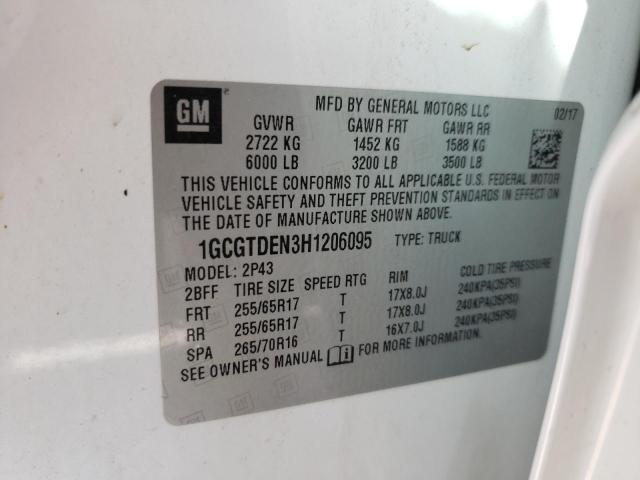 GM
MFD BY GENERAL MOTORS LLC
02/17
GVWR GAWR FRT GAWR RR
2722 KG 1452 KG 1588 KG
6000 LB 3200 LB 3500 LB
THIS VEHICLE CONFORMS TO ALL APPLICABLE U.S. FEDERAL MOTOR
VEHICLE SAFETY AND THEFT PREVENTION STANDARDS IN EFFECT ON
THE DATE OF MANUFACTURE SHOWN ABOVE.
1GCGTDEN3H1206095 TYPE: TRUCK
MODEL: 2P43
2BFF TIRE SIZE SPEED RTG RIM COLD TIRE PRESSURE
FRT 255/65R17 T 17X8.0J 240KPA(35PSI)
RR 255/65R17 T 17X8.0J 240KPA(35PSI)
SPA 265/70R16 T 16X7.0J 240KPA(35PSI)
SEE OWNER'S MANUAL i FOR MORE INFORMATION.